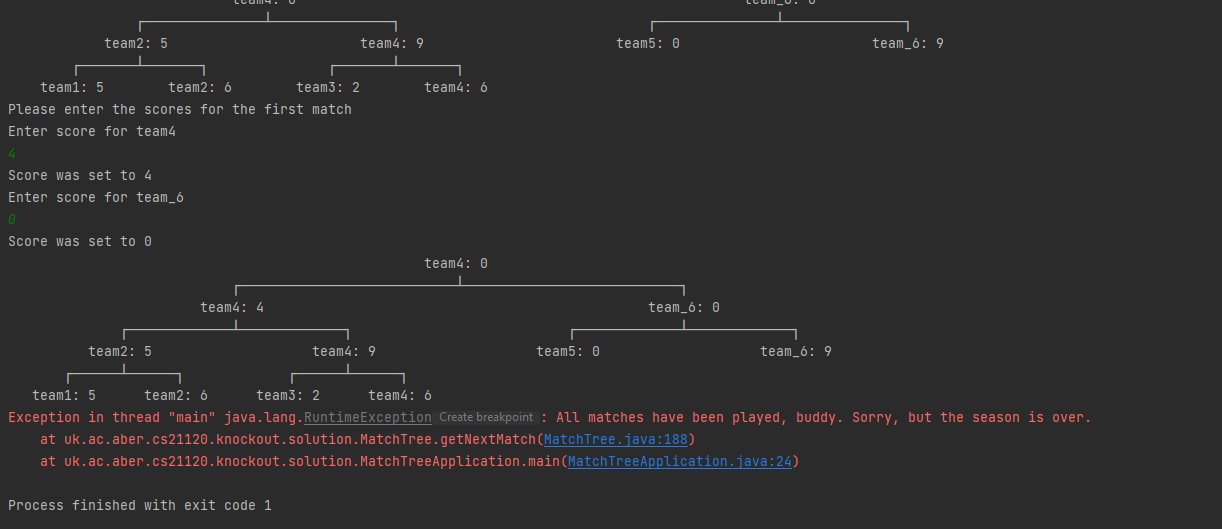 team4: 0 team_6: 0
team2: 5 team4: 9 team5: 0 team_6: 9
team1: 5 team2: 6 team3: 2 team4: 6
Please enter the scores for the first match
Enter score for team4
4
Score was set to 4
Enter score for team_6
0
Score was set to 0
team4: 0
team4: 4 team_6: 0
team2: 5 team4: 9 team5: 0 team_6: 9
team1: 5 team2: 6 team3: 2 team4: 6
Exception in thread "main" java.lang.RuntimeException Create breakpoint : All matches have been played, buddy. Sorry, but the season is over.
at uk.ac.aber.cs21120.knockout.solution.MatchTree.getNextMatch(MatchTree.java:188)
at uk.ac.aber.cs21120.knockout.solution.MatchTreeApplication.main(MatchTreeApplication.java:24)
Process finished with exit code 1